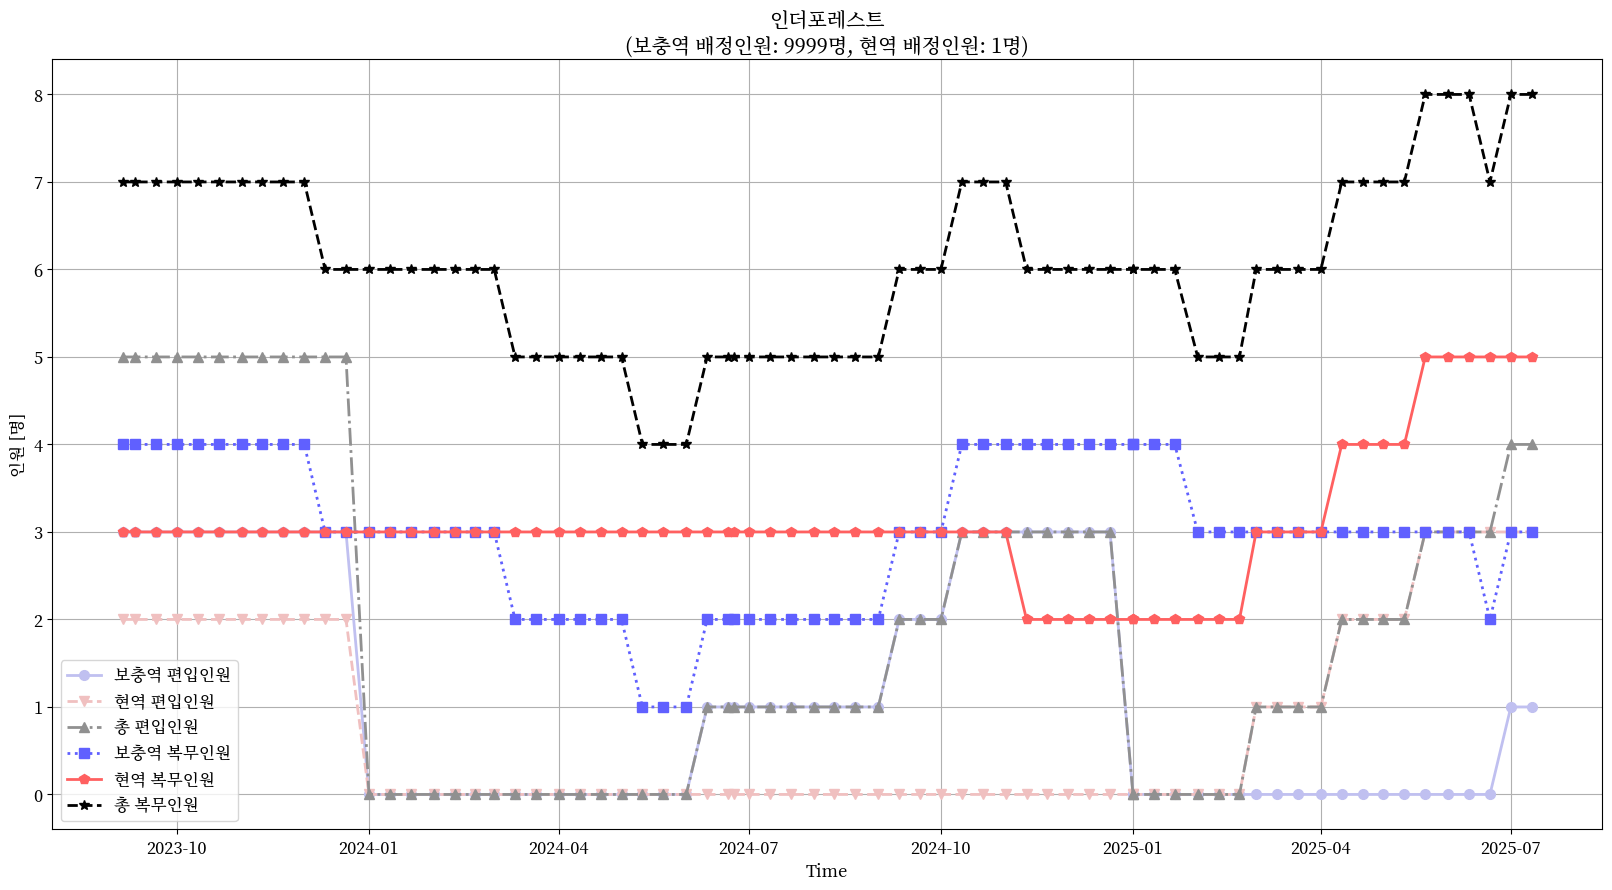 인더포레스트
(보충역 배정인원: 9999명, 현역 배정인원: 1명)
인원 [명]
8
7
6
5
4
3
2
1
0
보충역 편입인원
현역 편입인원
총 편입인원
보충역 복무인원
현역 복무인원
총 복무인원
2023-10
2024-01
2024-04
2024-07
2024-10
2025-01
2025-04
2025-07
Time